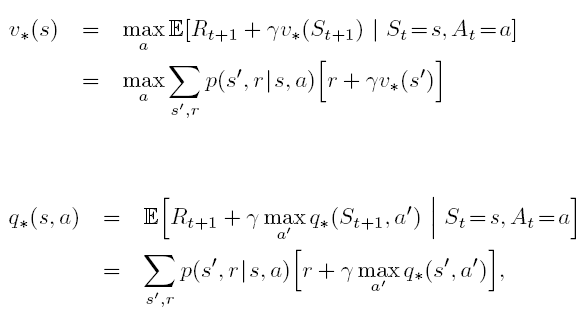 v∗(s) = max_a 𝔼[R_{t+1} + γv∗(S_{t+1}) | S_t = s, A_t = a]
= max_a ∑_{s′,r} p(s′, r | s, a)[r + γv∗(s′)]
q∗(s, a) = 𝔼[R_{t+1} + γ max_{a′} q∗(S_{t+1}, a′) | S_t = s, A_t = a]
= ∑_{s′,r} p(s′, r | s, a)[r + γ max_{a′} q∗(s′, a′)],